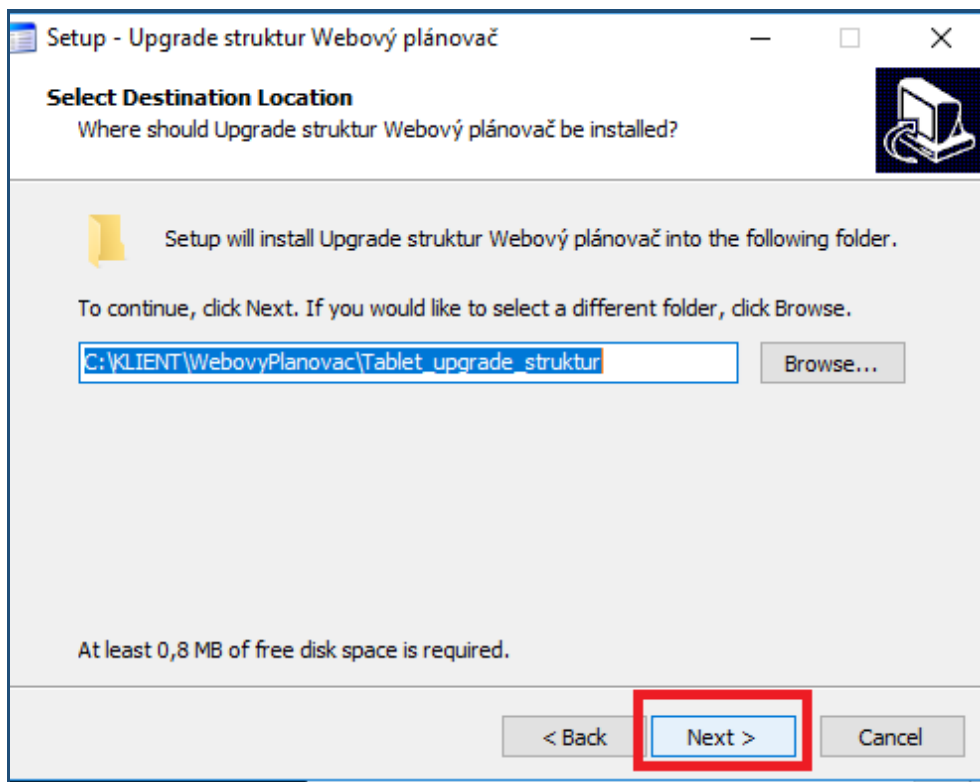 Setup - Upgrade struktur Webový plánovač
Select Destination Location
Where should Upgrade struktur Webový plánovač be installed?
Setup will install Upgrade struktur Webový plánovač into the following folder.
To continue, click Next. If you would like to select a different folder, click Browse.
C:\KLIENT\WebovyPlanovac\Tablet_upgrade_struktur
Browse...
At least 0,8 MB of free disk space is required.
< Back
Next >
Cancel